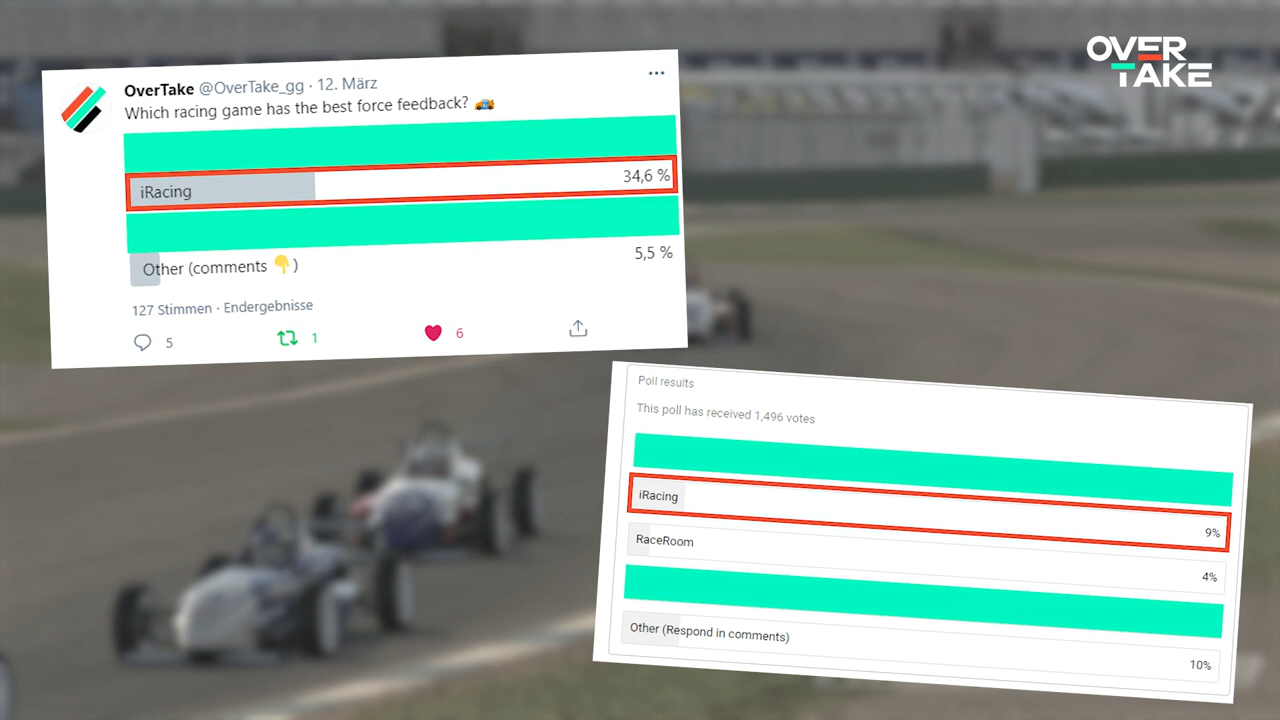 OVER
TAKE
OverTake @OverTake_gg · 12. März
Which racing game has the best force feedback? 🏎️
iRacing 34,6 %
Other (comments 👇) 5,5 %
127 Stimmen · Endergebnisse
5 1 6
Poll results
This poll has received 1,496 votes
iRacing 9%
RaceRoom 4%
Other (Respond in comments) 10%